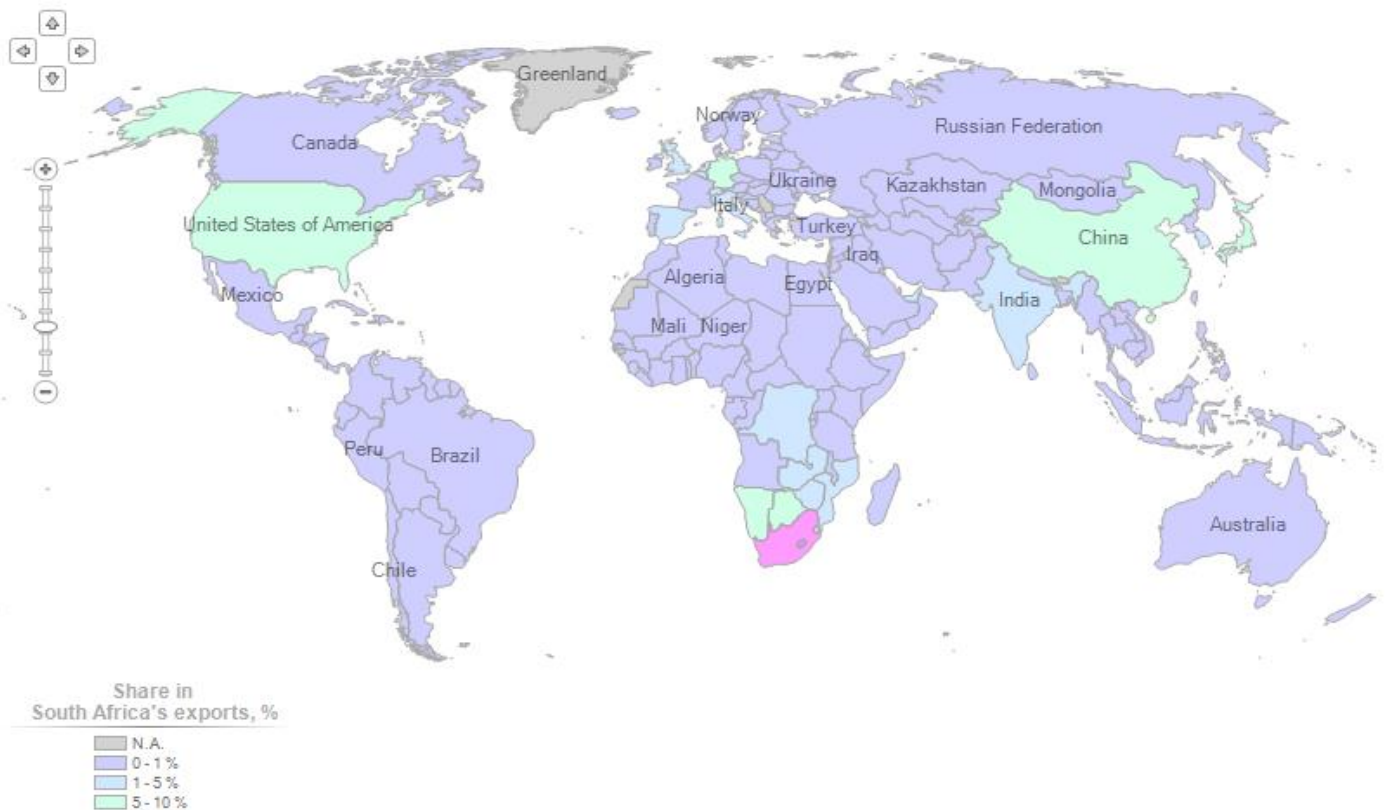 Greenland
Norway
Canada
Russian Federation
Ukraine
Kazakhstan
Mongolia
Italy
United States of America
Turkey
China
Iraq
Algeria
Egypt
Mexico
India
Mali
Niger
Peru
Brazil
Australia
Chile
Share in
South Africa's exports, %
N.A.
0 - 1 %
1 - 5 %
5 - 10 %